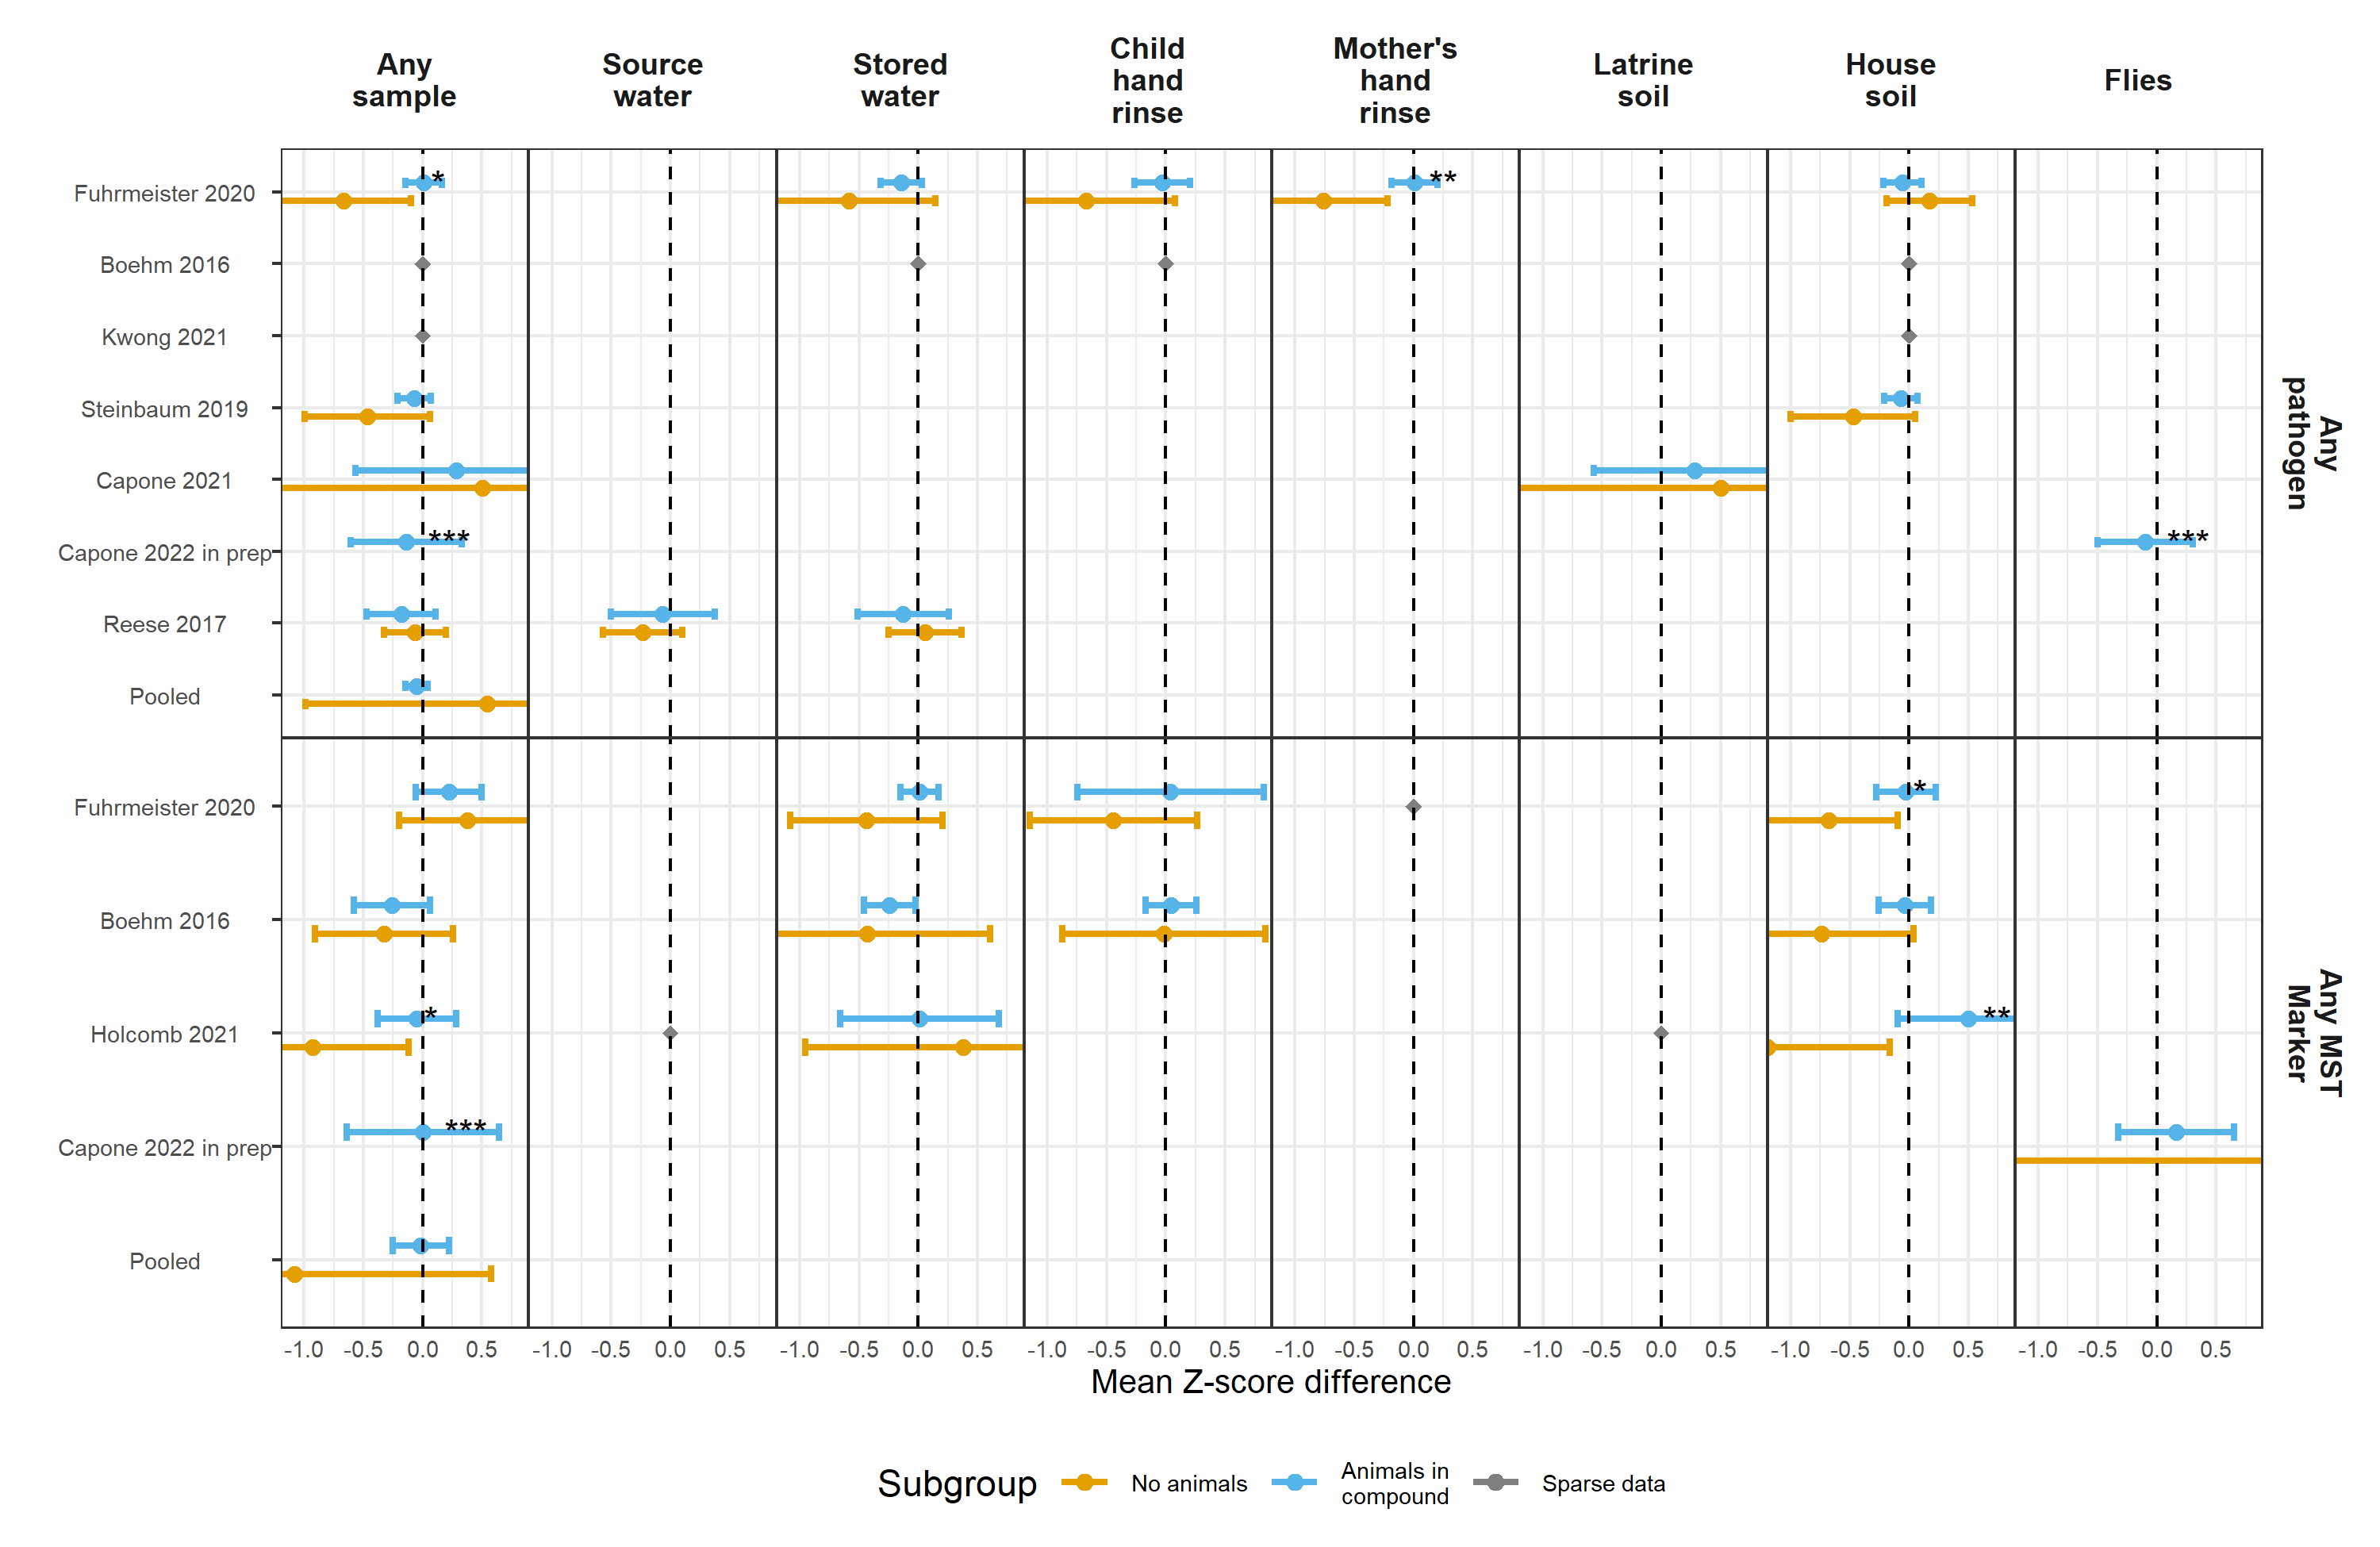 Any
sample
Source
water
Stored
water
Child
hand
rinse
Mother's
hand
rinse
Latrine
soil
House
soil
Flies
Fuhrmeister 2020
*
**
Boehm 2016
Kwong 2021
Steinbaum 2019
Capone 2021
Capone 2022 in prep
***
***
Reese 2017
Pooled
Any
pathogen
Fuhrmeister 2020
*
Boehm 2016
Holcomb 2021
*
**
Capone 2022 in prep
***
Pooled
Any MST
Marker
-1.0 -0.5 0.0 0.5 -1.0 -0.5 0.0 0.5 -1.0 -0.5 0.0 0.5 -1.0 -0.5 0.0 0.5 -1.0 -0.5 0.0 0.5 -1.0 -0.5 0.0 0.5 -1.0 -0.5 0.0 0.5 -1.0 -0.5 0.0 0.5
Mean Z-score difference
Subgroup
No animals
Animals in
compound
Sparse data